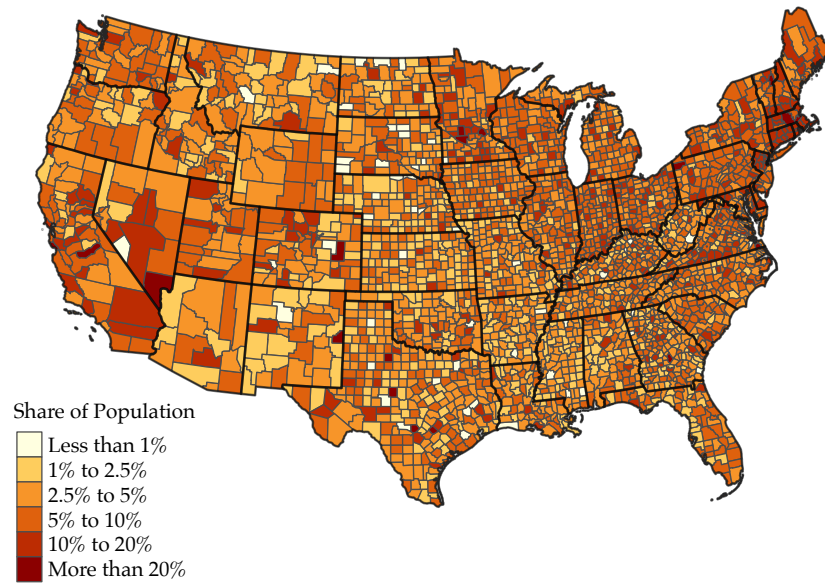 Share of Population
Less than 1%
1% to 2.5%
2.5% to 5%
5% to 10%
10% to 20%
More than 20%